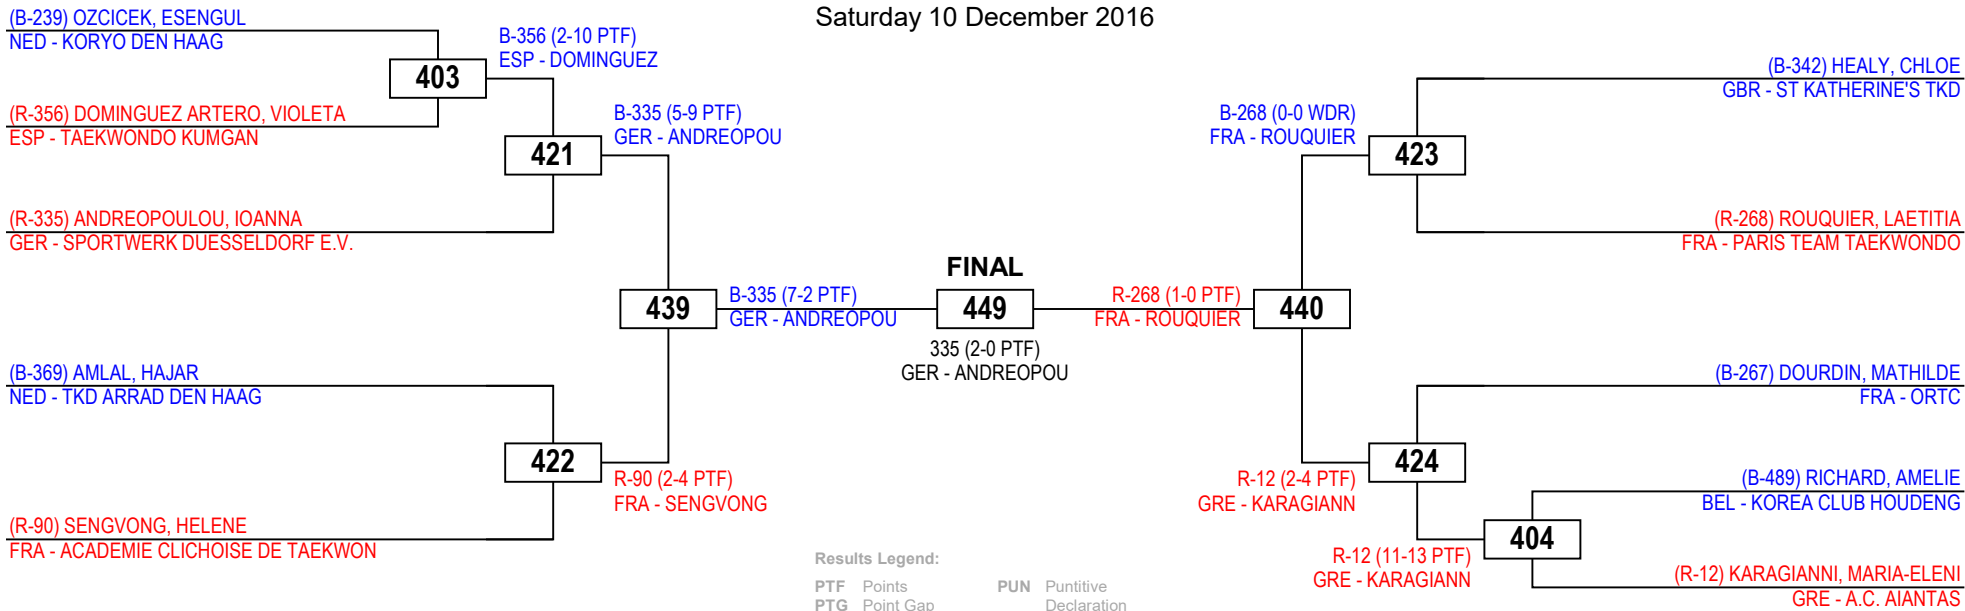 Saturday 10 December 2016
(B-239) OZCICEK, ESENGUL
NED - KORYO DEN HAAG
403
(R-356) DOMINGUEZ ARTERO, VIOLETA
ESP - TAEKWONDO KUMGAN
B-356 (2-10 PTF)
ESP - DOMINGUEZ
421
(R-335) ANDREOPOULOU, IOANNA
GER - SPORTWERK DUESSELDORF E.V.
B-335 (5-9 PTF)
GER - ANDREOPOU
439
(B-369) AMLAL, HAJAR
NED - TKD ARRAD DEN HAAG
422
(R-90) SENGVONG, HELENE
FRA - ACADEMIE CLICHOISE DE TAEKWON
R-90 (2-4 PTF)
FRA - SENGVONG
B-335 (7-2 PTF)
GER - ANDREOPOU
FINAL
449
335 (2-0 PTF)
GER - ANDREOPOU
R-268 (1-0 PTF)
FRA - ROUQUIER
440
B-268 (0-0 WDR)
FRA - ROUQUIER
423
(B-342) HEALY, CHLOE
GBR - ST KATHERINE'S TKD
(R-268) ROUQUIER, LAETITIA
FRA - PARIS TEAM TAEKWONDO
R-12 (2-4 PTF)
GRE - KARAGIANN
424
(B-267) DOURDIN, MATHILDE
FRA - ORTC
R-12 (11-13 PTF)
GRE - KARAGIANN
404
(B-489) RICHARD, AMELIE
BEL - KOREA CLUB HOUDENG
(R-12) KARAGIANNI, MARIA-ELENI
GRE - A.C. AIANTAS
Results Legend:
PTF Points PUN Puntitive
PTG Point Gap Declaration